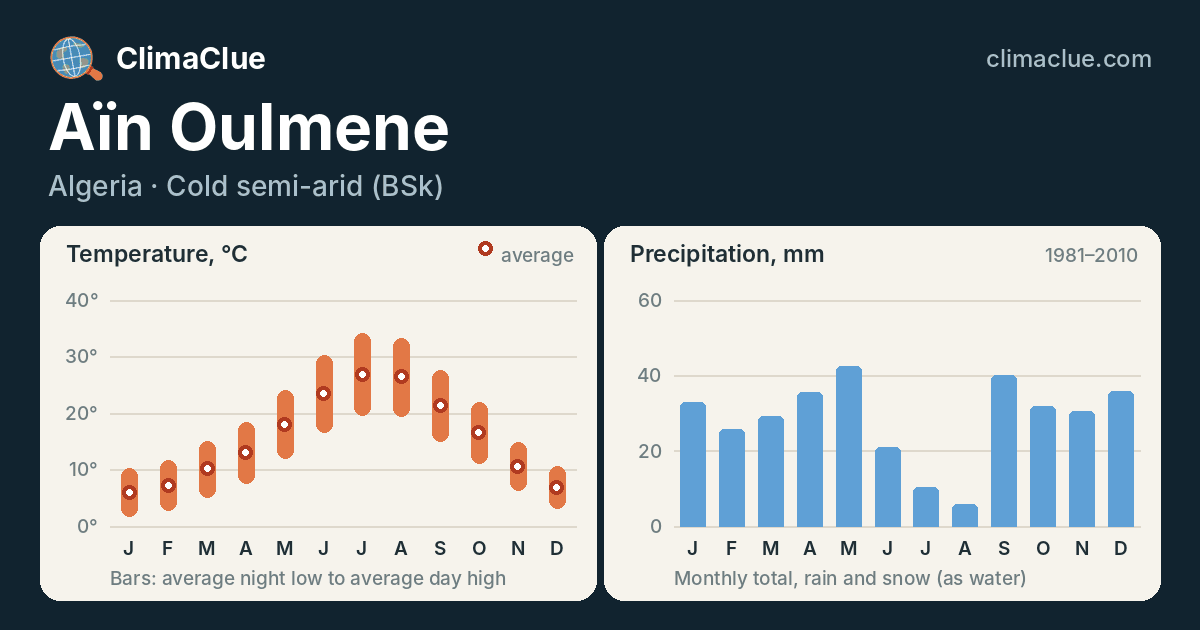 ClimaClue
climaclue.com
Aïn Oulmene
Algeria · Cold semi-arid (BSk)
Temperature, °C
average
40°
30°
20°
10°
0°
J F M A M J J A S O N D
Bars: average night low to average day high
Precipitation, mm
1981–2010
60
40
20
0
J F M A M J J A S O N D
Monthly total, rain and snow (as water)